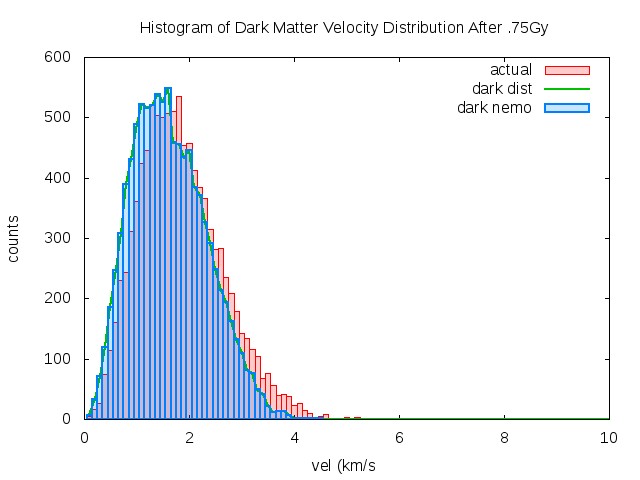 Histogram of Dark Matter Velocity Distribution After .75Gy
600
500
400
300
200
100
0
counts
actual
dark dist
dark nemo
0 2 4 6 8 10
vel (km/s